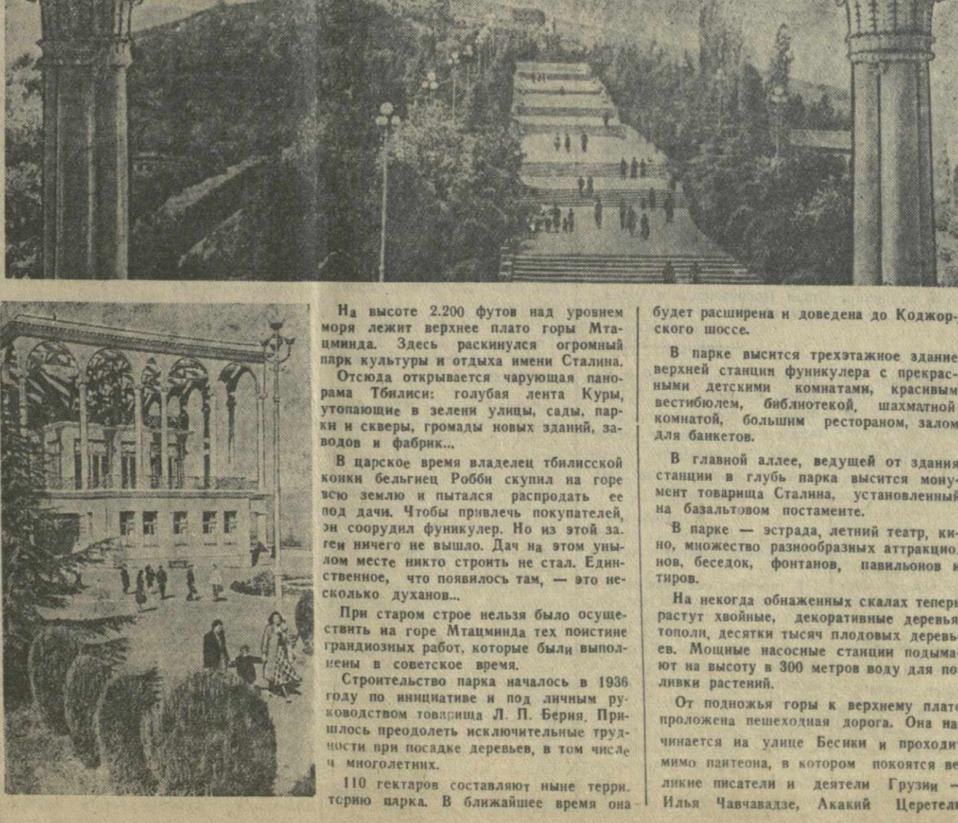 На высоте 2.200 футов над уровнем
моря лежит верхнее плато горы Мта-
цминда. Здесь раскинулся огромный
парк культуры и отдыха имени Сталина.
Отсюда открывается чарующая пано-
рама Тбилиси: голубая лента Куры,
утопающие в зелени улицы, сады, пар-
ки и скверы, громады новых зданий, за-
водов и фабрик...
В царское время владелец тбилисской
конки бельгиец Робби скупил на горе
всю землю и пытался распродать ее
под дачи. Чтобы привлечь покупателей,
он соорудил фуникулер. Но из этой за-
теи ничего не вышло. Дач на этом уны-
лом месте никто строить не стал. Един-
ственное, что появилось там, — это не-
сколько духанов...
При старом строе нельзя было осуще-
ствить на горе Мтацминда тех поистине
грандиозных работ, которые были выпол-
нены в советское время.
Строительство парка началось в 1936
году по инициативе и под личным ру-
ководством товарища Л. П. Берия. При-
шлось преодолеть исключительные труд-
ности при посадке деревьев, в том числе
и многолетних.
110 гектаров составляют ныне терри-
торию парка. В ближайшее время она
будет расширена и доведена до Коджор-
ского шоссе.
В парке высится трехэтажное здание
верхней станции фуникулера с прекрас-
ными детскими комнатами, красивым
вестибюлем, библиотекой, шахматной
комнатой, большим рестораном, залом
для банкетов.
В главной аллее, ведущей от здания
станции в глубь парка высится мону-
мент товарища Сталина, установленный
на базальтовом постаменте.
В парке — эстрада, летний театр, ки-
но, множество разнообразных аттракцио-
нов, беседок, фонтанов, павильонов и
тиров.
На некогда обнаженных скалах теперь
растут хвойные, декоративные деревья
тополи, десятки тысяч плодовых деревь-
ев. Мощные насосные станции подыма-
ют на высоту в 300 метров воду для по-
ливки растений.
От подножья горы к верхнему плато
проложена пешеходная дорога. Она на-
чинается на улице Бесики и проходит
мимо пантеона, в котором покоятся ве-
ликие писатели и деятели Грузии —
Илья Чавчавадзе, Акакий Церетели